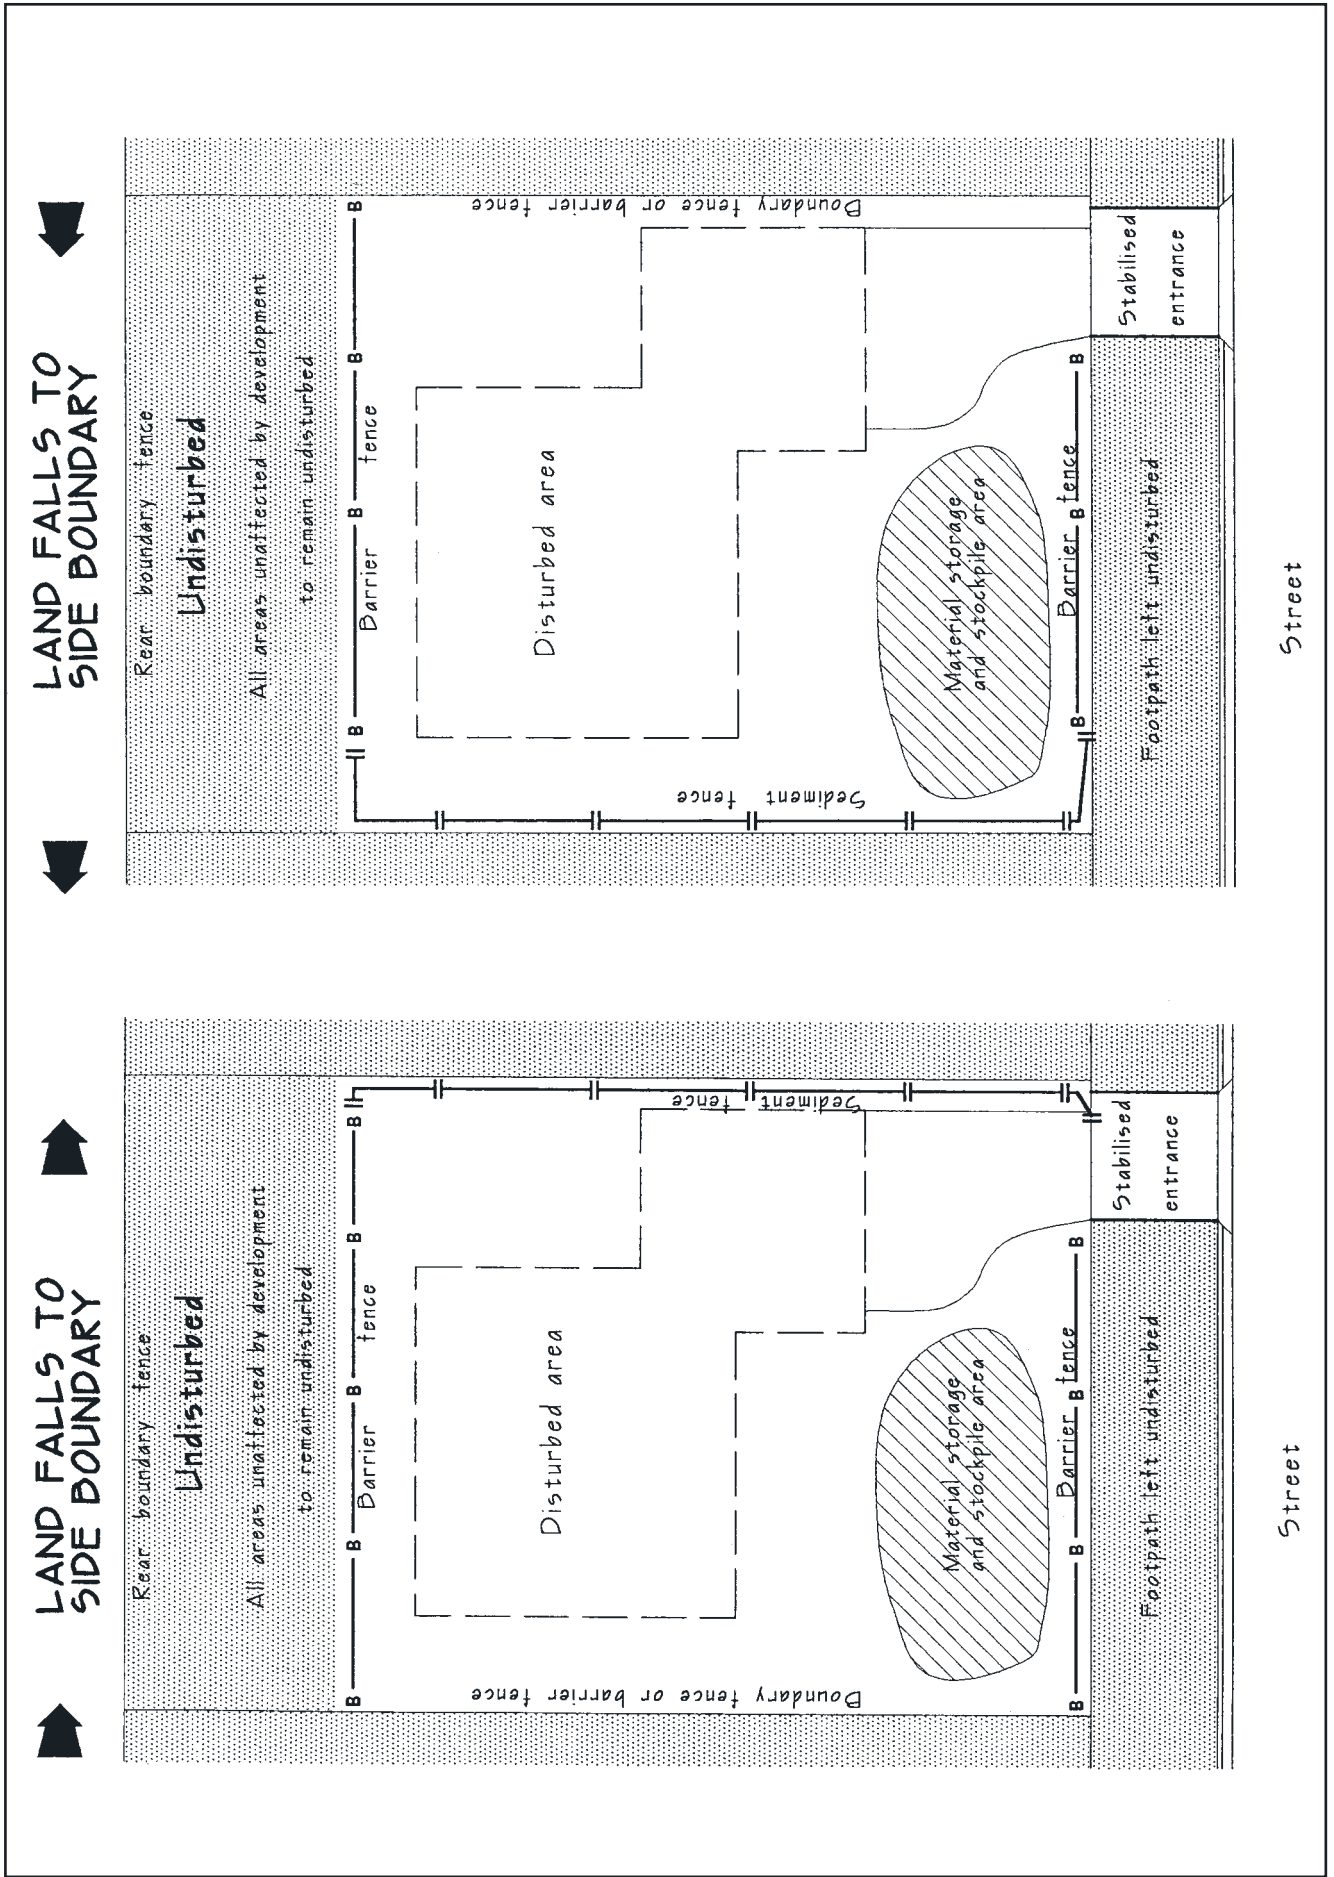 LAND FALLS TO
SIDE BOUNDARY
Rear boundary fence
Undisturbed
All areas unaffected by development
to remain undisturbed
B B B B B
Barrier fence
Disturbed area
Boundary fence or barrier fence
Sediment fence
Material storage
and stockpile area
Barrier fence
B B B B
Stabilised
entrance
Footpath left undisturbed
Street
LAND FALLS TO
SIDE BOUNDARY
Rear boundary fence
Undisturbed
All areas unaffected by development
to remain undisturbed
B B B B
Barrier fence
Disturbed area
Sediment fence
Boundary fence or barrier fence
Material storage
and stockpile area
Barrier fence
B B B
Stabilised
entrance
Footpath left undisturbed
Street